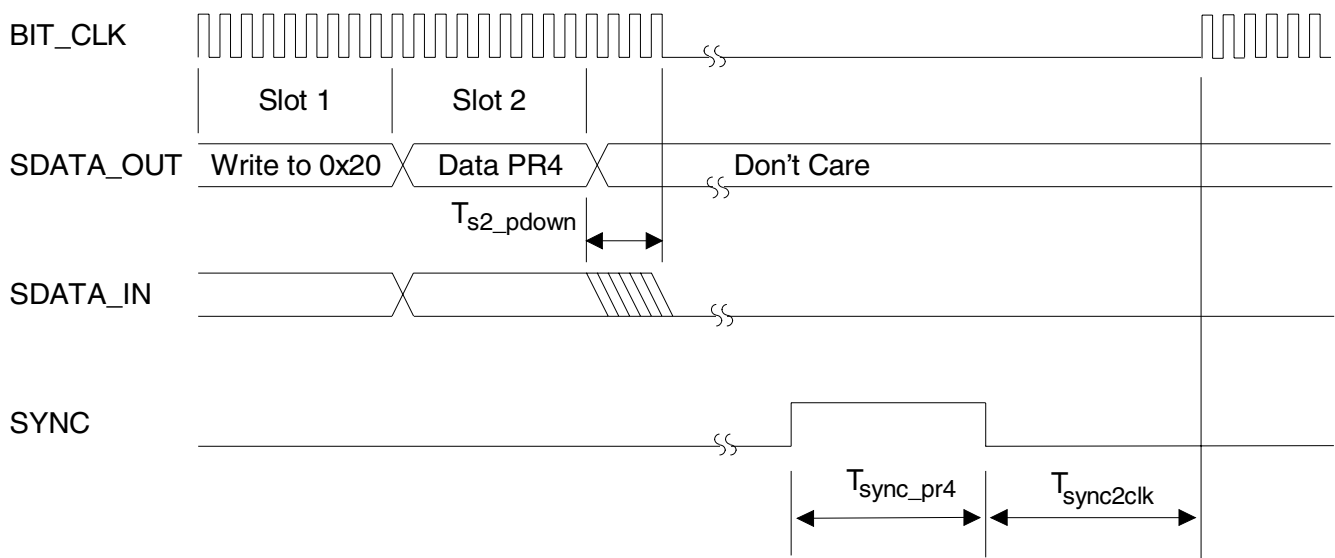 BIT_CLK
Slot 1 Slot 2
SDATA_OUT Write to 0x20 Data PR4 Don't Care
Ts2_pdown
SDATA_IN
SYNC
Tsync_pr4 Tsync2clk